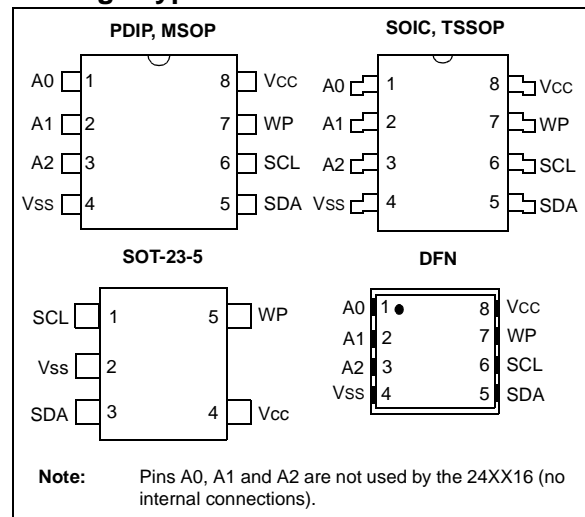 PDIP, MSOP
A0 1 8 VCC
A1 2 7 WP
A2 3 6 SCL
VSS 4 5 SDA
SOIC, TSSOP
A0 1 8 VCC
A1 2 7 WP
A2 3 6 SCL
VSS 4 5 SDA
SOT-23-5
SCL 1 5 WP
Vss 2
SDA 3 4 Vcc
DFN
A0 1 8 VCC
A1 2 7 WP
A2 3 6 SCL
VSS 4 5 SDA
Note: Pins A0, A1 and A2 are not used by the 24XX16 (no
internal connections).